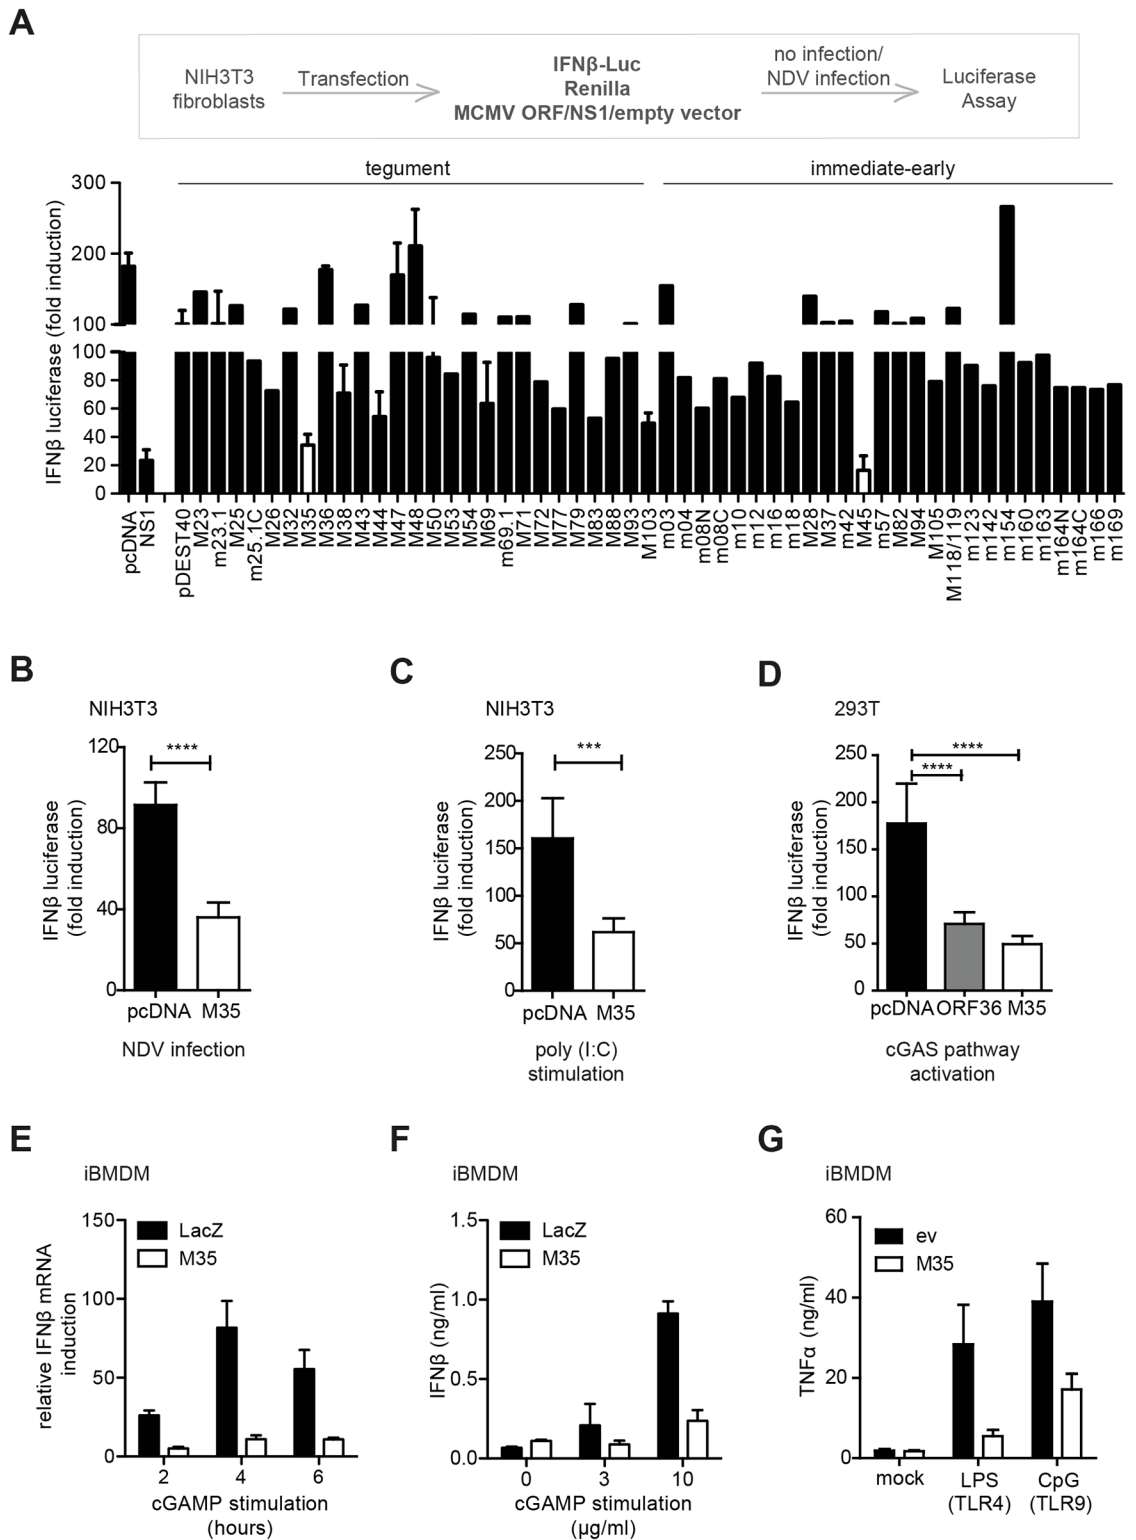 A
NIH3T3
fibroblasts
Transfection
IFNβ-Luc
Renilla
MCMV ORF/NS1/empty vector
no infection/
NDV infection
Luciferase
Assay
tegument
immediate-early
IFNβ luciferase (fold induction)
300
200
100
100
80
60
40
20
0
pcDNA
NS1
pDEST40
M23
m23.1
M25
m25.1C
M26
M32
M35
M36
M38
M43
M44
M47
M48
M50
M53
M54
M69
m69.1
M71
M72
M77
M79
M83
M88
M93
M103
m03
m04
m08N
m08C
m10
m12
m16
m18
M28
M37
m42
M45
m57
M82
M94
M105
M118/119
m123
m142
m154
m160
m163
m164N
m164C
m166
m169
B
NIH3T3
IFNβ luciferase
(fold induction)
120
80
40
0
****
pcDNA M35
NDV infection
C
NIH3T3
IFNβ luciferase
(fold induction)
250
200
150
100
50
0
***
pcDNA M35
poly (I:C)
stimulation
D
293T
IFNβ luciferase
(fold induction)
250
200
150
100
50
0
****
****
pcDNA ORF36 M35
cGAS pathway
activation
E
iBMDM
relative IFNβ mRNA
induction
150
100
50
0
LacZ
M35
2 4 6
cGAMP stimulation
(hours)
F
iBMDM
IFNβ (ng/ml)
1.5
1.0
0.5
0.0
LacZ
M35
0 3 10
cGAMP stimulation
(µg/ml)
G
iBMDM
TNFα (ng/ml)
60
40
20
0
ev
M35
mock LPS CpG
(TLR4) (TLR9)